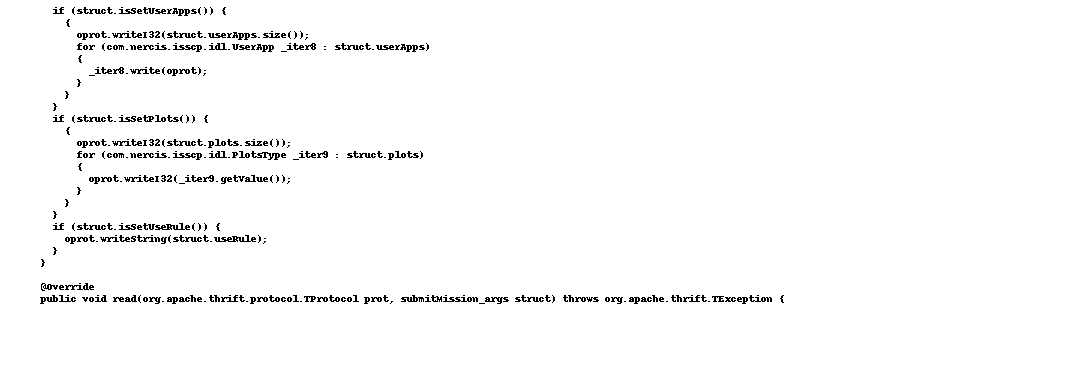 if (struct.isSetUserApps()) {
{
oprot.writeI32(struct.userApps.size());
for (com.nercis.isscp.idl.UserApp _iter8 : struct.userApps)
{
_iter8.write(oprot);
}
}
}
if (struct.isSetPlots()) {
{
oprot.writeI32(struct.plots.size());
for (com.nercis.isscp.idl.PlotsType _iter9 : struct.plots)
{
oprot.writeI32(_iter9.getValue());
}
}
}
if (struct.isSetUseRule()) {
oprot.writeString(struct.useRule);
}
}
@Override
public void read(org.apache.thrift.protocol.TProtocol prot, submitMission_args struct) throws org.apache.thrift.TException {